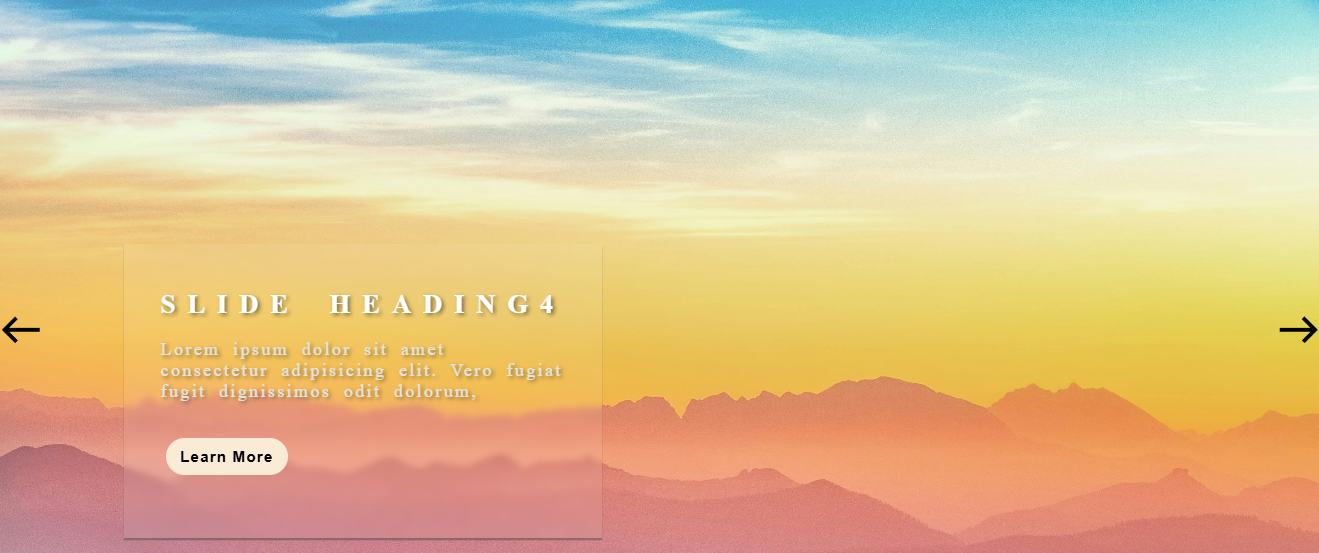 SLIDE HEADING4
Lorem ipsum dolor sit amet
consectetur adipisicing elit. Vero fugiat
fugit dignissimos odit dolorum,
Learn More